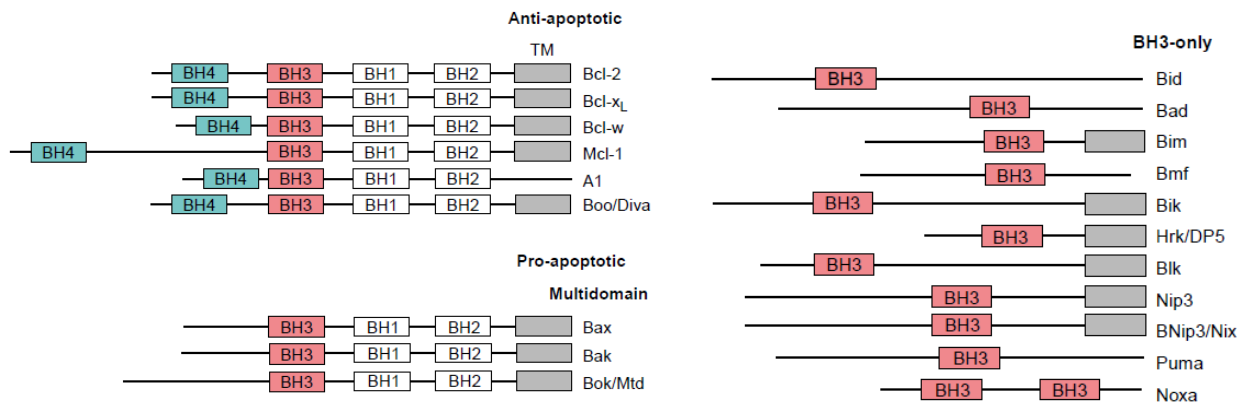 Anti-apoptotic
TM
BH4 BH3 BH1 BH2 Bcl-2
BH4 BH3 BH1 BH2 Bcl-xL
BH4 BH3 BH1 BH2 Bcl-w
BH4 BH3 BH1 BH2 Mcl-1
BH4 BH3 BH1 BH2 A1
BH4 BH3 BH1 BH2 Boo/Diva
Pro-apoptotic
Multidomain
BH3 BH1 BH2 Bax
BH3 BH1 BH2 Bak
BH3 BH1 BH2 Bok/Mtd
BH3-only
BH3 Bid
BH3 Bad
BH3 Bim
BH3 Bmf
BH3 Bik
BH3 Hrk/DP5
BH3 Blk
BH3 Nip3
BH3 BNip3/Nix
BH3 Puma
BH3 BH3 Noxa